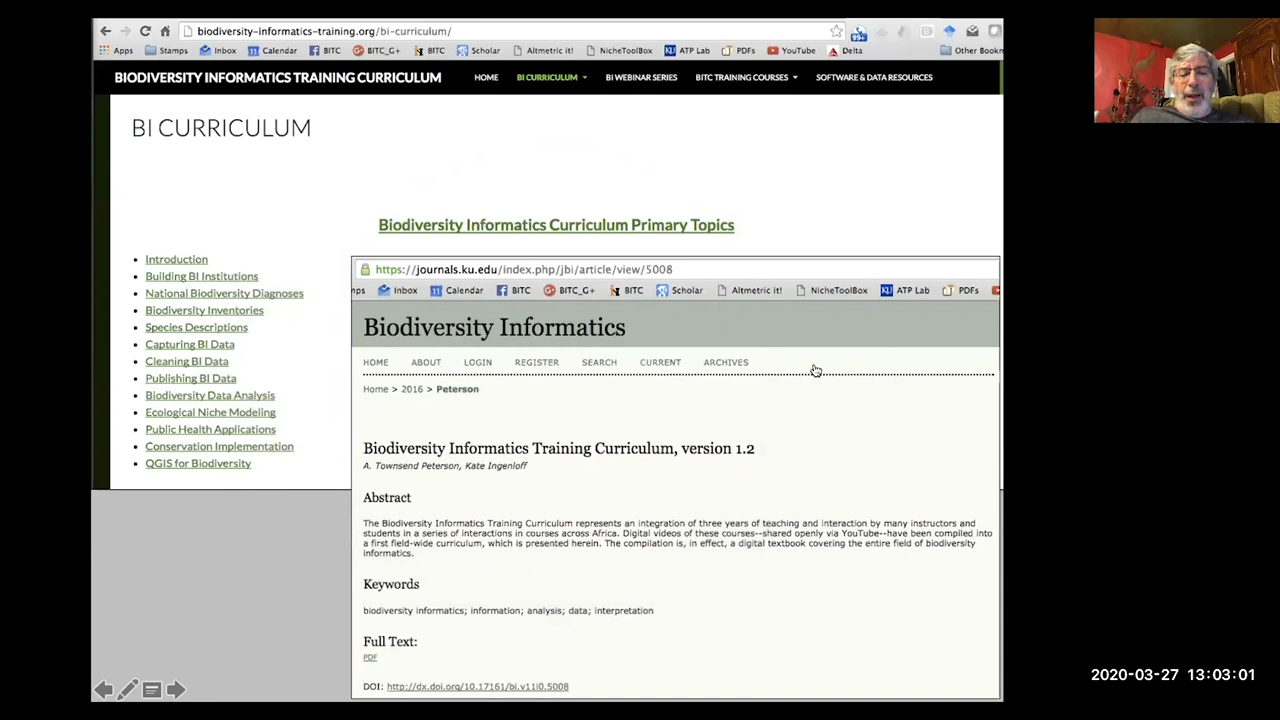 biodiversity-informatics-training.org/bi-curriculum/
99+
Apps Stamps Inbox 11 Calendar BITC BITC_G+ BITC Scholar Altmetric it! NicheToolBox KU ATP Lab PDFs YouTube Delta Other Bookm
BIODIVERSITY INFORMATICS TRAINING CURRICULUM HOME BI CURRICULUM BI WEBINAR SERIES BITC TRAINING COURSES SOFTWARE & DATA RESOURCES
BI CURRICULUM
Biodiversity Informatics Curriculum Primary Topics
Introduction
Building BI Institutions
National Biodiversity Diagnoses
Biodiversity Inventories
Species Descriptions
Capturing BI Data
Cleaning BI Data
Publishing BI Data
Biodiversity Data Analysis
Ecological Niche Modeling
Public Health Applications
Conservation Implementation
QGIS for Biodiversity
https://journals.ku.edu/index.php/jbi/article/view/5008
mps Inbox 11 Calendar BITC BITC_G+ BITC Scholar Altmetric it! NicheToolBox KU ATP Lab PDFs
Biodiversity Informatics
HOME ABOUT LOGIN REGISTER SEARCH CURRENT ARCHIVES
Home > 2016 > Peterson
Biodiversity Informatics Training Curriculum, version 1.2
A. Townsend Peterson, Kate Ingenloff
Abstract
The Biodiversity Informatics Training Curriculum represents an integration of three years of teaching and interaction by many instructors and
students in a series of interactions in courses across Africa. Digital videos of these courses--shared openly via YouTube--have been compiled into
a first field-wide curriculum, which is presented herein. The compilation is, in effect, a digital textbook covering the entire field of biodiversity
informatics.
Keywords
biodiversity informatics; information; analysis; data; interpretation
Full Text:
PDF
DOI: http://dx.doi.org/10.17161/bi.v11i0.5008
2020-03-27 13:03:01